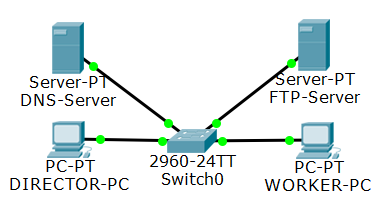 Server-PT
DNS-Server
Server-PT
FTP-Server
PC-PT
DIRECTOR-PC
2960-24TT
Switch0
PC-PT
WORKER-PC